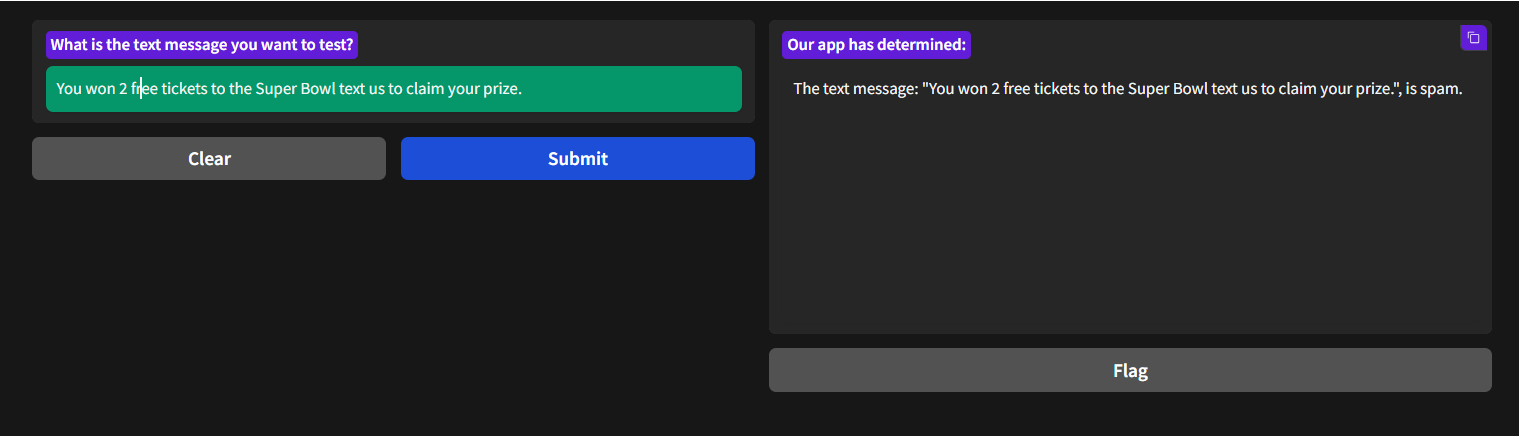 What is the text message you want to test?
You won 2 free tickets to the Super Bowl text us to claim your prize.
Clear
Submit
Our app has determined:
The text message: "You won 2 free tickets to the Super Bowl text us to claim your prize.", is spam.
Flag